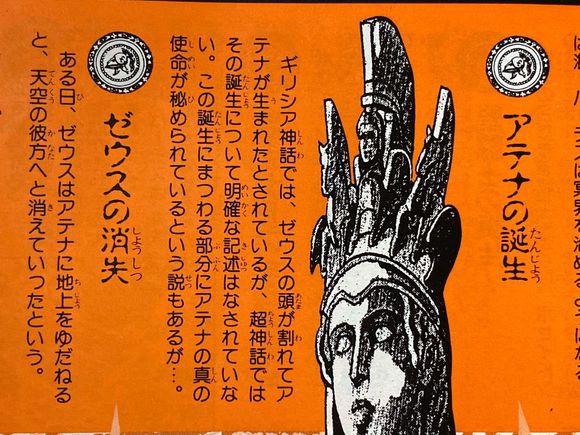 アテナの誕生
ギリシア神話では、ゼウスの頭が割れてア
テナが生まれたとされているが、超神話では
その誕生について明確な記述はなされていな
い。この誕生にまつわる部分にアテナの真の
使命が秘められているという説もあるが…。
ゼウスの消失
ある日、ゼウスはアテナに地上をゆだねる
と、天空の彼方へと消えていったという。